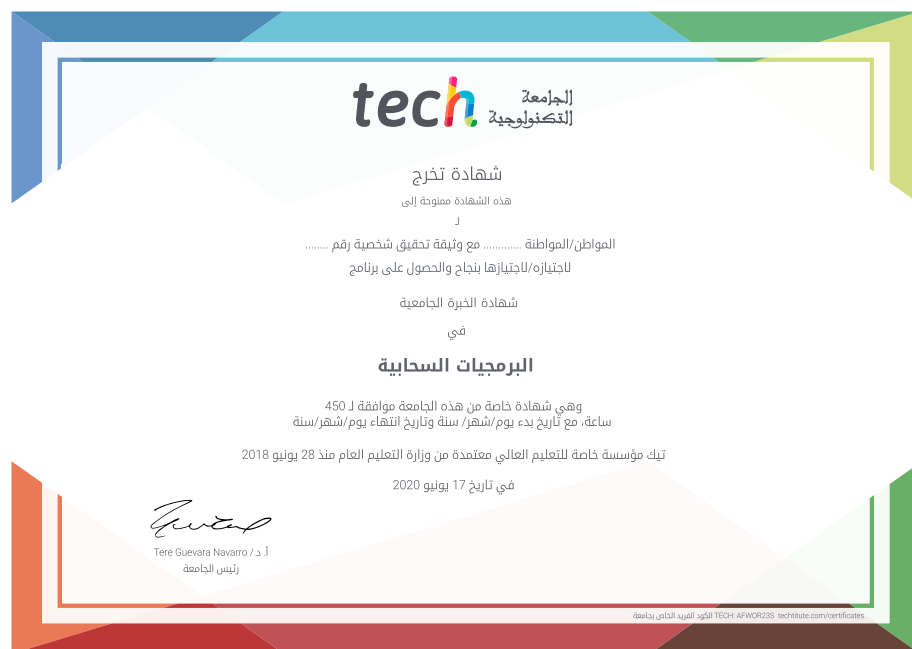 tech الجامعة
التكنولوجية
شهادة تخرج
هذه الشهادة ممنوحة إلى
لـ
المواطن/المواطنة ............. مع وثيقة تحقيق شخصية رقم ........
لاجتيازه/لاجتيازها بنجاح والحصول على برنامج
شهادة الخبرة الجامعية
في
البرمجيات السحابية
وهي شهادة خاصة من هذه الجامعة موافقة لـ 450
ساعة، مع تاريخ بدء يوم/شهر/ سنة وتاريخ انتهاء يوم/شهر/سنة
تيك مؤسسة خاصة للتعليم العالي معتمدة من وزارة التعليم العام منذ 28 يونيو 2018
في تاريخ 17 يونيو 2020
أ. د./ Tere Guevara Navarro
رئيس الجامعة
الكود الفريد الخاص بجامعة TECH: AFWOR23S techtitute.com/certificates